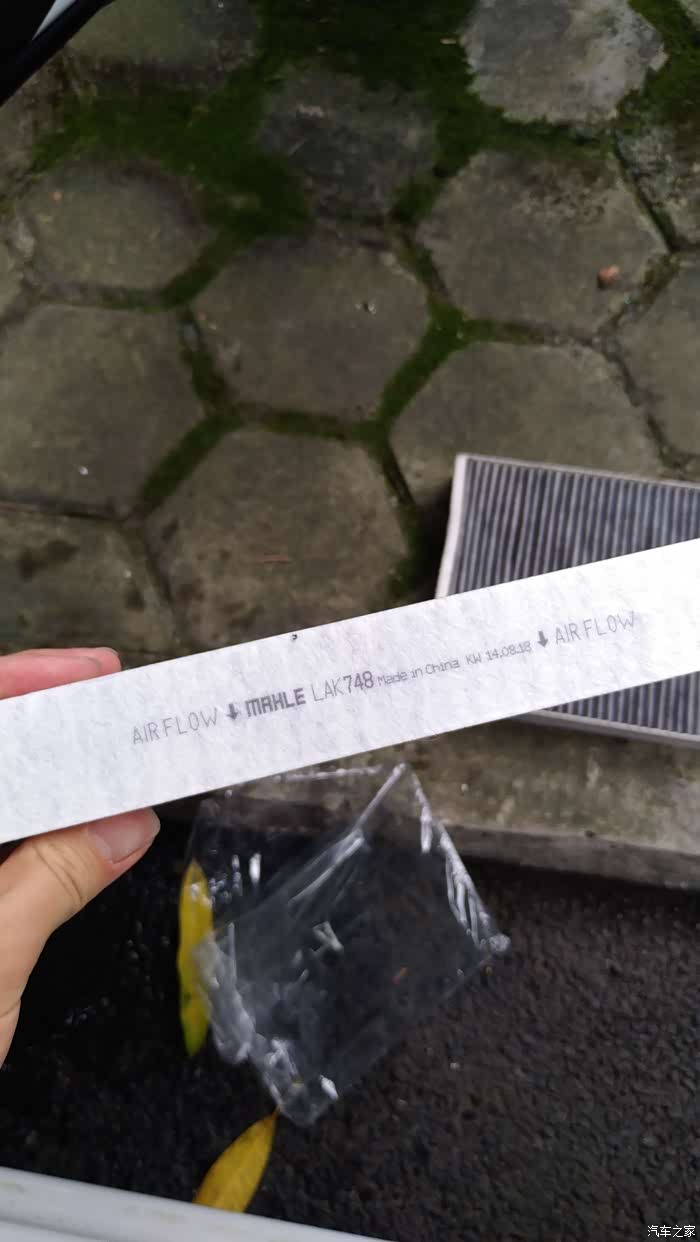 AIR FLOW ↓ MAHLE LAK748 Made in China KW 14.08.18 ↓ AIR FLOW
汽车之家